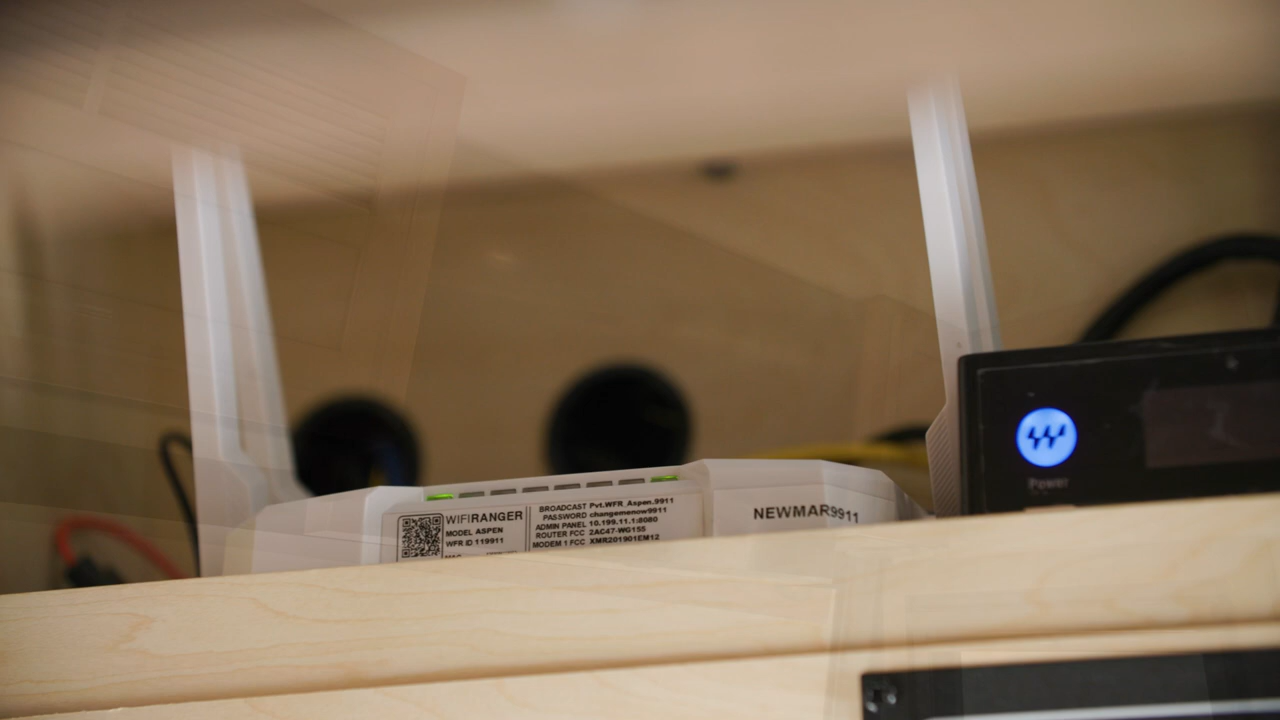 WIFIRANGER
MODEL ASPEN
WFR ID 119911
BROADCAST Pvt.WFR_Aspen.9911
PASSWORD changemenow9911
ADMIN PANEL 10.199.11.1:8080
ROUTER FCC 2AC47-WG155
MODEM 1 FCC XMR201901EM12
NEWMAR9911
Power